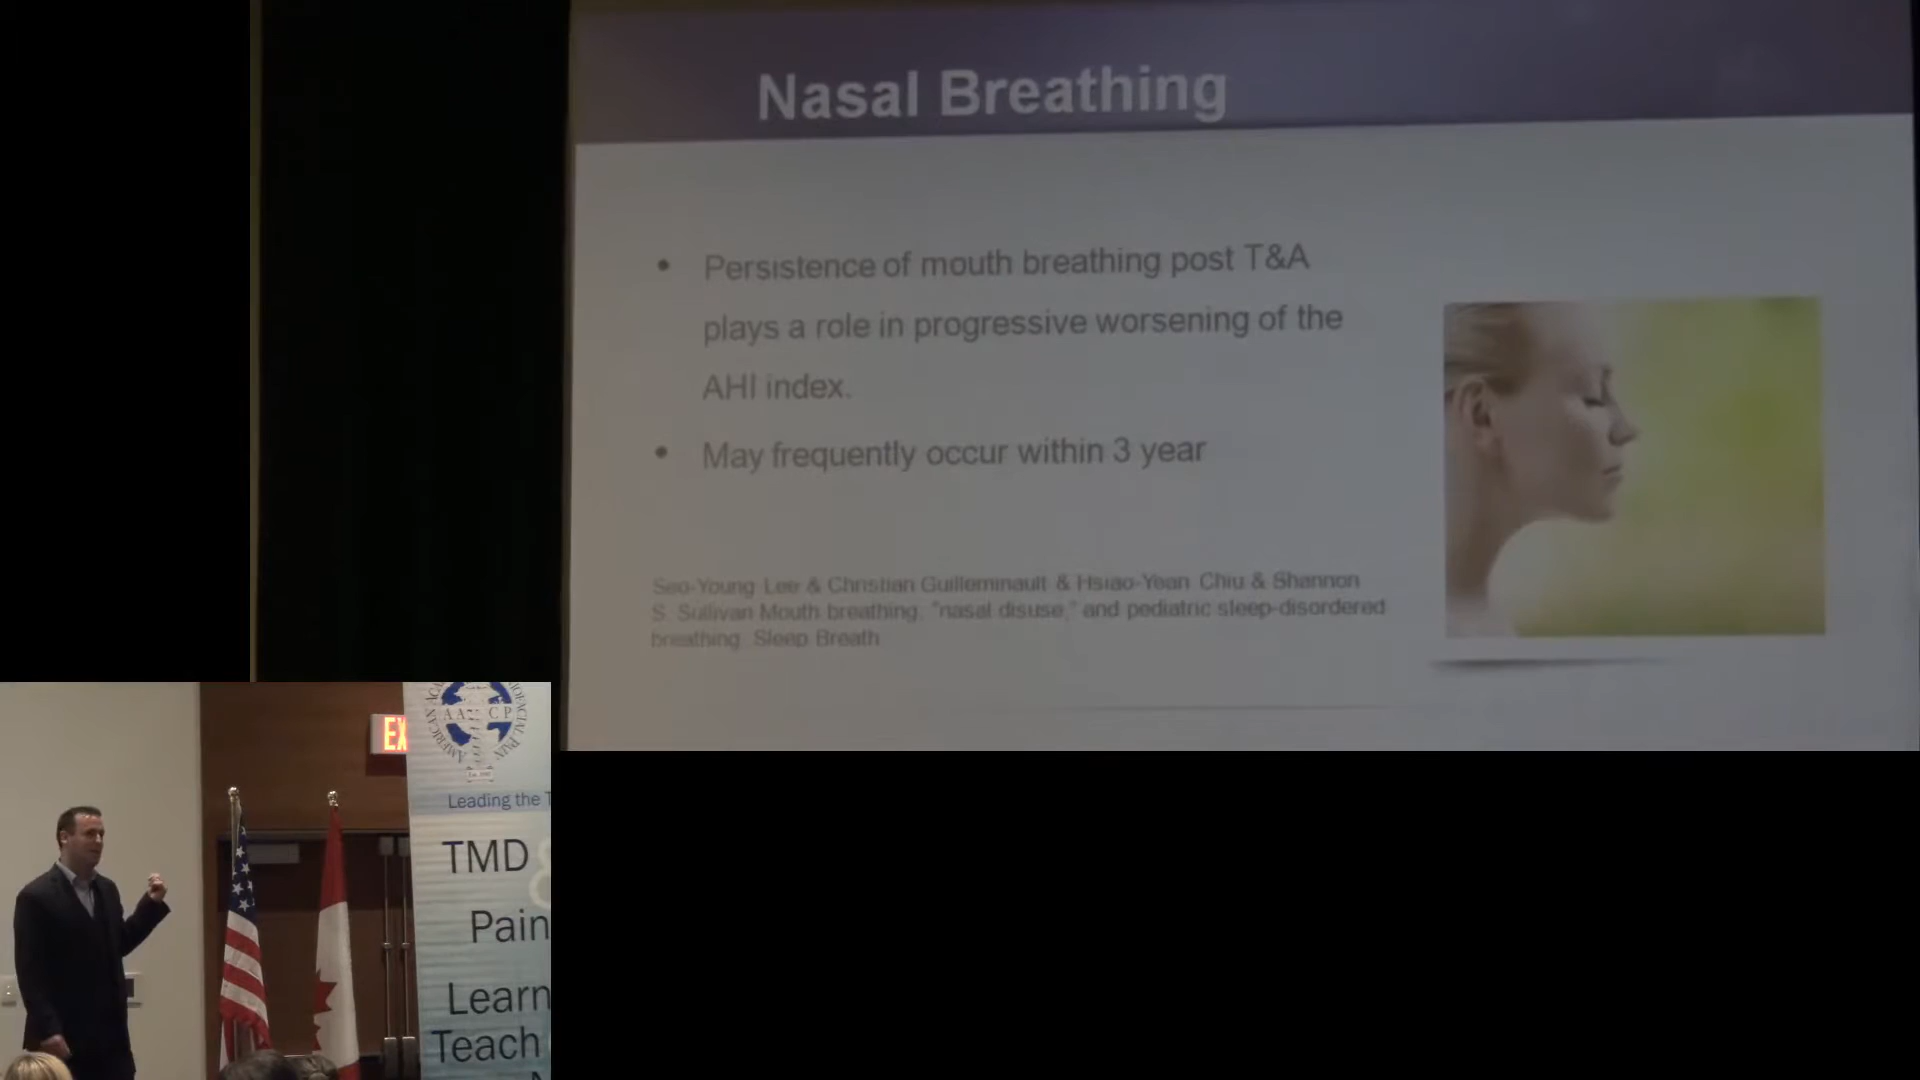 Nasal Breathing
• Persistence of mouth breathing post T&A
plays a role in progressive worsening of the
AHI index.
• May frequently occur within 3 year
Seo-Young Lee & Christian Guilleminault & Hsiao-Yean Chiu & Shannon
S. Sullivan Mouth breathing, "nasal disuse," and pediatric sleep-disordered
breathing. Sleep Breath
EX
AMERICAN
PAIN
Leading the T
TMD &
Pain
Learn
Teach